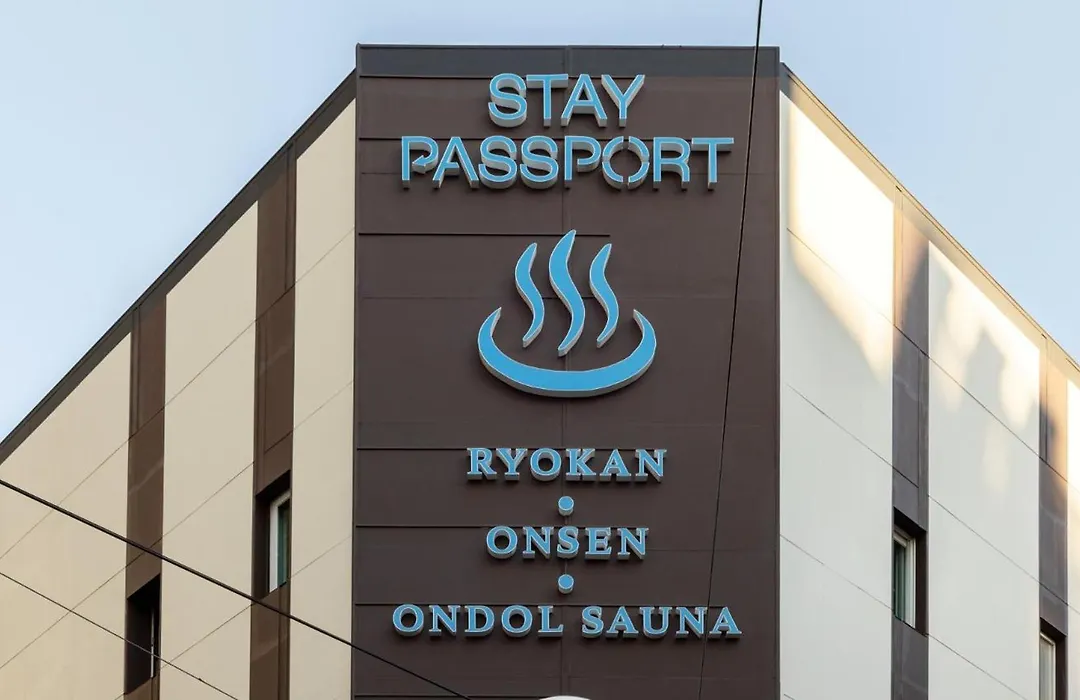 STAY
PASSPORT
RYOKAN
•
ONSEN
•
ONDOL SAUNA